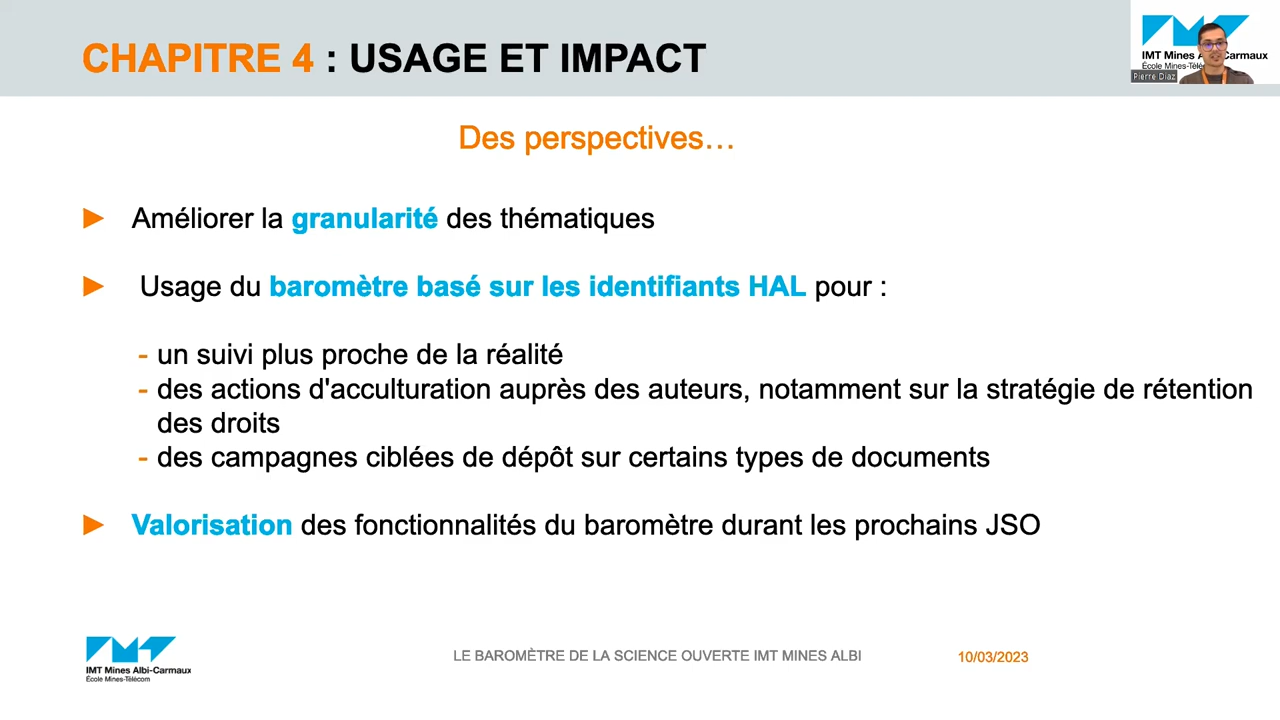 CHAPITRE 4 : USAGE ET IMPACT
IMT Mines Al Carmaux
École Mines-Té
Pierre Diaz
Des perspectives…
► Améliorer la granularité des thématiques
► Usage du baromètre basé sur les identifiants HAL pour :
- un suivi plus proche de la réalité
- des actions d'acculturation auprès des auteurs, notamment sur la stratégie de rétention
des droits
- des campagnes ciblées de dépôt sur certains types de documents
► Valorisation des fonctionnalités du baromètre durant les prochains JSO
IMT Mines Albi-Carmaux
École Mines-Télécom
LE BAROMÈTRE DE LA SCIENCE OUVERTE IMT MINES ALBI
10/03/2023